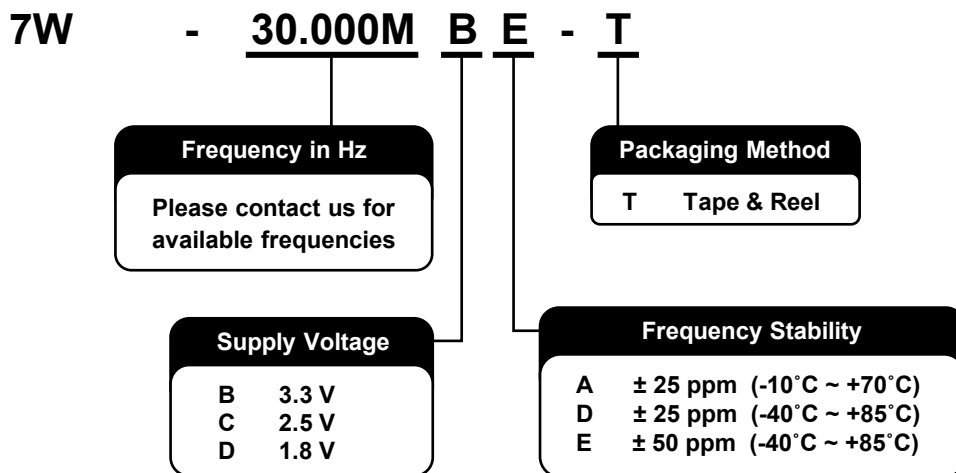 7W - 30.000M B E - T
Frequency in Hz
Please contact us for
available frequencies
Packaging Method
T Tape & Reel
Supply Voltage
B 3.3 V
C 2.5 V
D 1.8 V
Frequency Stability
A ± 25 ppm (-10˚C ~ +70˚C)
D ± 25 ppm (-40˚C ~ +85˚C)
E ± 50 ppm (-40˚C ~ +85˚C)